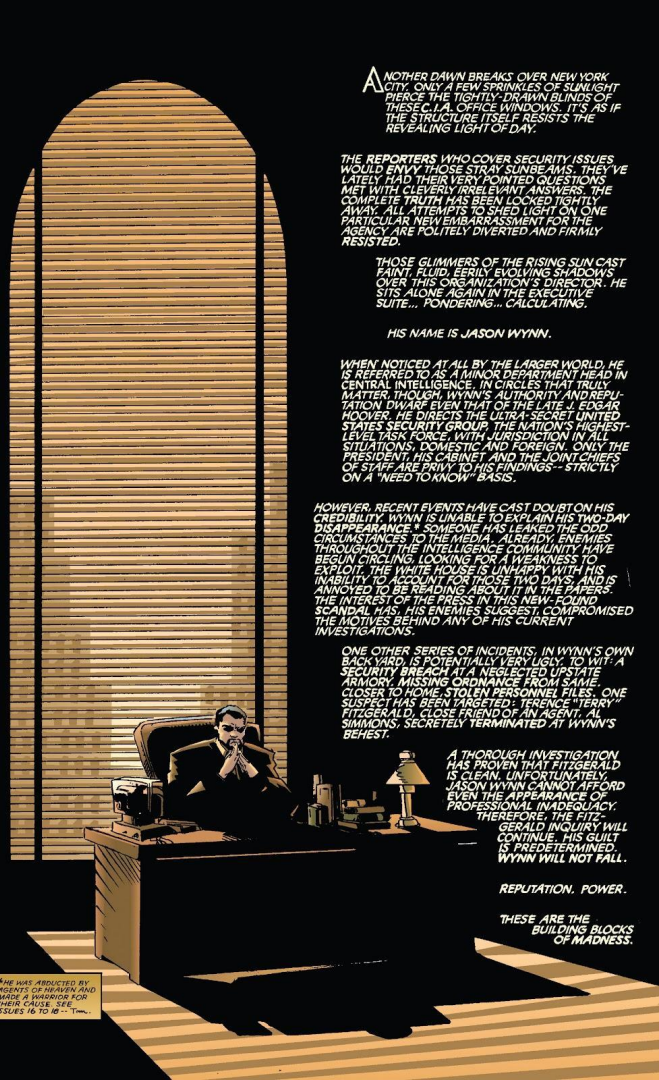 ANOTHER DAWN BREAKS OVER NEW YORK
CITY. ONLY A FEW SPRINKLES OF SUNLIGHT
PIERCE THE TIGHTLY-DRAWN BLINDS OF
THESE C.I.A. OFFICE WINDOWS. IT'S AS IF
THE STRUCTURE ITSELF RESISTS THE
REVEALING LIGHT OF DAY.
THE REPORTERS WHO COVER SECURITY ISSUES
WOULD ENVY THOSE STRAY SUNBEAMS. THEY'VE
LATELY HAD THEIR VERY POINTED QUESTIONS
MET WITH CLEVERLY IRRELEVANT ANSWERS. THE
COMPLETE TRUTH HAS BEEN LOCKED TIGHTLY
AWAY. ALL ATTEMPTS TO SHED LIGHT ON ONE
PARTICULAR NEW EMBARRASSMENT FOR THE
AGENCY ARE POLITELY DIVERTED AND FIRMLY
RESISTED.
THOSE GLIMMERS OF THE RISING SUN CAST
FAINT, FLUID, EERILY EVOLVING SHADOWS
OVER THIS ORGANIZATION'S DIRECTOR. HE
SITS ALONE AGAIN IN THE EXECUTIVE
SUITE... PONDERING... CALCULATING.
HIS NAME IS JASON WYNN.
WHEN NOTICED AT ALL BY THE LARGER WORLD, HE
IS REFERRED TO AS A MINOR DEPARTMENT HEAD IN
CENTRAL INTELLIGENCE. IN CIRCLES THAT TRULY
MATTER, THOUGH, WYNN'S AUTHORITY AND REPU-
TATION DWARF EVEN THAT OF THE LATE J. EDGAR
HOOVER. HE DIRECTS THE ULTRA-SECRET UNITED
STATES SECURITY GROUP, THE NATION'S HIGHEST-
LEVEL TASK FORCE, WITH JURISDICTION IN ALL
SITUATIONS, DOMESTIC AND FOREIGN. ONLY THE
PRESIDENT, HIS CABINET AND THE JOINT CHIEFS
OF STAFF ARE PRIVY TO HIS FINDINGS -- STRICTLY
ON A "NEED TO KNOW" BASIS.
HOWEVER, RECENT EVENTS HAVE CAST DOUBT ON HIS
CREDIBILITY. WYNN IS UNABLE TO EXPLAIN HIS TWO-DAY
DISAPPEARANCE.* SOMEONE HAS LEAKED THE ODD
CIRCUMSTANCES TO THE MEDIA. ALREADY, ENEMIES
THROUGHOUT THE INTELLIGENCE COMMUNITY HAVE
BEGUN CIRCLING, LOOKING FOR A WEAKNESS TO
EXPLOIT. THE WHITE HOUSE IS UNHAPPY WITH HIS
INABILITY TO ACCOUNT FOR THOSE TWO DAYS, AND IS
ANNOYED TO BE READING ABOUT IT IN THE PAPERS.
THE INTEREST OF THE PRESS IN THIS NEW-FOUND
SCANDAL HAS, HIS ENEMIES SUGGEST, COMPROMISED
THE MOTIVES BEHIND ANY OF HIS CURRENT
INVESTIGATIONS.
ONE OTHER SERIES OF INCIDENTS, IN WYNN'S OWN
BACK YARD, IS POTENTIALLY VERY UGLY. TO WIT: A
SECURITY BREACH AT A NEGLECTED UPSTATE
ARMORY. MISSING ORDNANCE FROM SAME.
CLOSER TO HOME, STOLEN PERSONNEL FILES. ONE
SUSPECT HAS BEEN TARGETED: TERENCE "TERRY"
FITZGERALD, CLOSE FRIEND OF AN AGENT, AL
SIMMONS, SECRETELY TERMINATED AT WYNN'S
BEHEST.
A THOROUGH INVESTIGATION
HAS PROVEN THAT FITZGERALD
IS CLEAN. UNFORTUNATELY,
JASON WYNN CANNOT AFFORD
EVEN THE APPEARANCE OF
PROFESSIONAL INADEQUACY.
THEREFORE, THE FITZ-
GERALD INQUIRY WILL
CONTINUE. HIS GUILT
IS PREDETERMINED.
WYNN WILL NOT FALL.
REPUTATION. POWER.
THESE ARE THE
BUILDING BLOCKS
OF MADNESS.
*HE WAS ABDUCTED BY
AGENTS OF HEAVEN AND
MADE A WARRIOR FOR
THEIR CAUSE. SEE
ISSUES 16 TO 18 -- Tom.